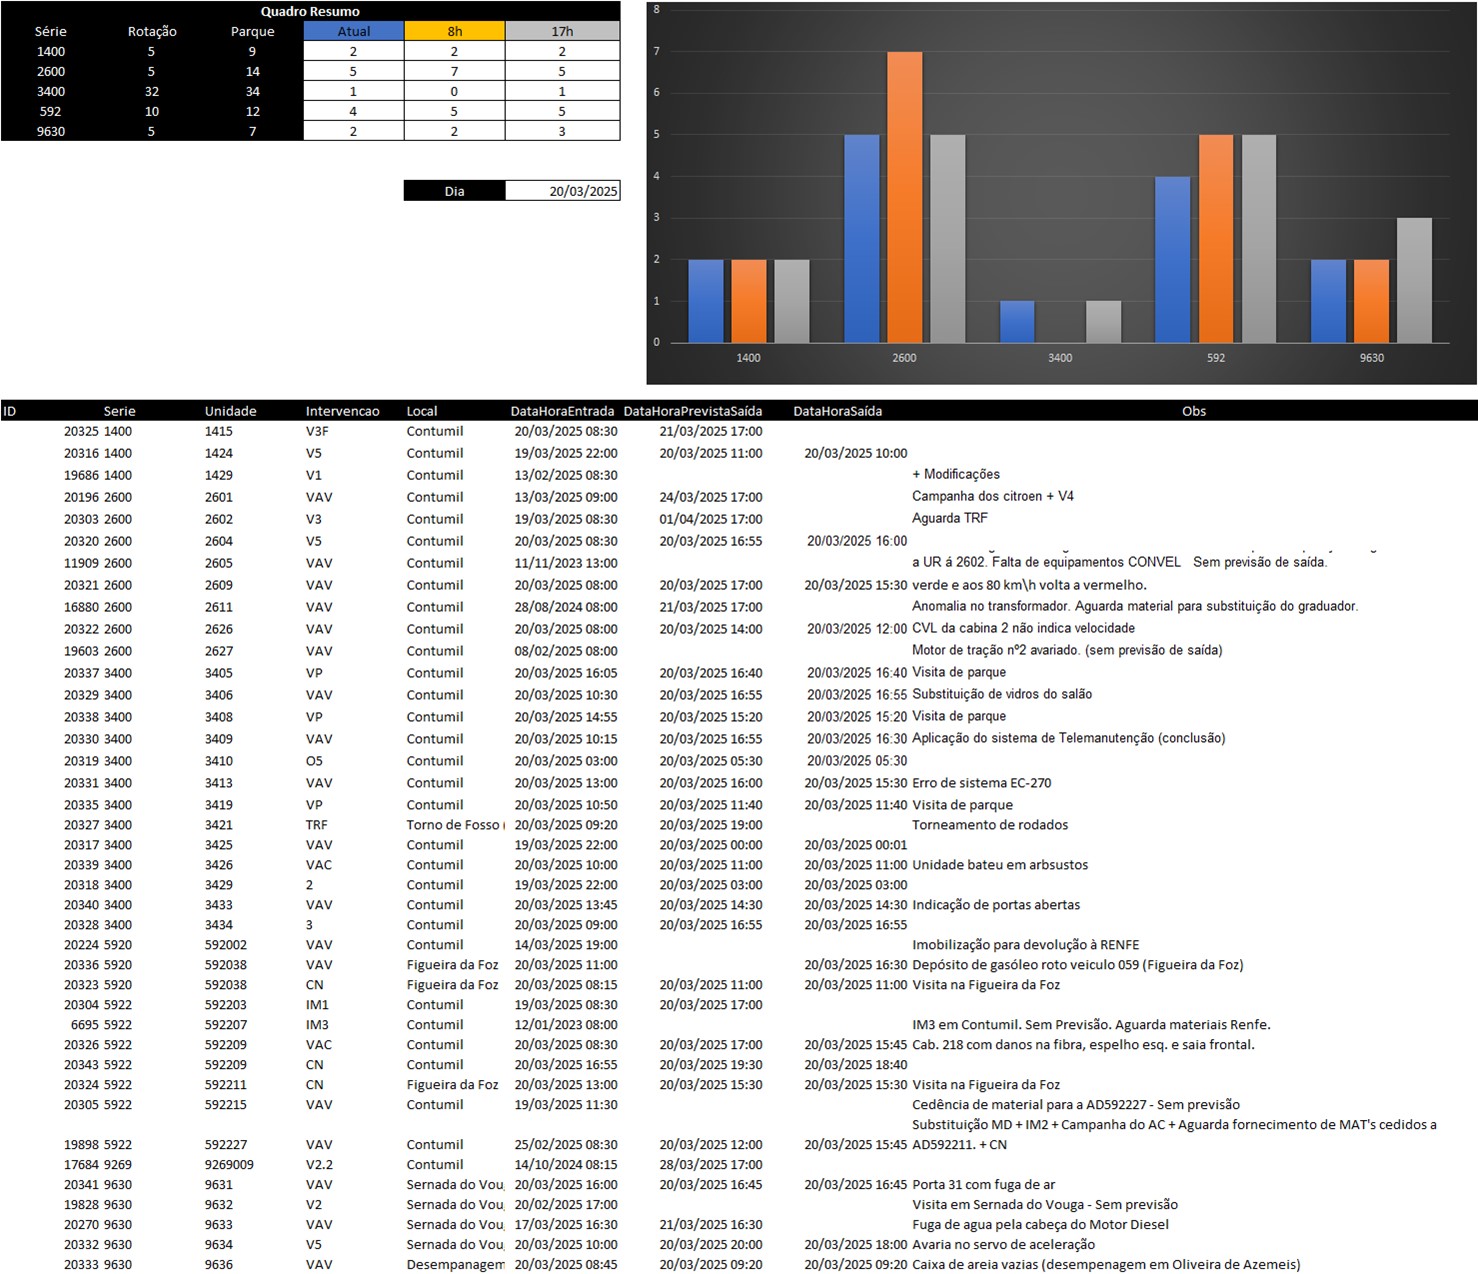 Quadro Resumo
Série Rotação Parque Atual 8h 17h
1400 5 9 2 2 2
2600 5 14 5 7 5
3400 32 34 1 0 1
592 10 12 4 5 5
9630 5 7 2 2 3
Dia 20/03/2025
8
7
6
5
4
3
2
1
0
1400 2600 3400 592 9630
ID Serie Unidade Intervencao Local DataHoraEntrada DataHoraPrevistaSaída DataHoraSaída Obs
20325 1400 1415 V3F Contumil 20/03/2025 08:30 21/03/2025 17:00
20316 1400 1424 V5 Contumil 19/03/2025 22:00 20/03/2025 11:00 20/03/2025 10:00
19686 1400 1429 V1 Contumil 13/02/2025 08:30 + Modificações
20196 2600 2601 VAV Contumil 13/03/2025 09:00 24/03/2025 17:00 Campanha dos citroen + V4
20303 2600 2602 V3 Contumil 19/03/2025 08:30 01/04/2025 17:00 Aguarda TRF
20320 2600 2604 V5 Contumil 20/03/2025 08:30 20/03/2025 16:55 20/03/2025 16:00
11909 2600 2605 VAV Contumil 11/11/2023 13:00 a UR á 2602. Falta de equipamentos CONVEL Sem previsão de saída.
20321 2600 2609 VAV Contumil 20/03/2025 08:00 20/03/2025 17:00 20/03/2025 15:30 verde e aos 80 km\h volta a vermelho.
16880 2600 2611 VAV Contumil 28/08/2024 08:00 21/03/2025 17:00 Anomalia no transformador. Aguarda material para substituição do graduador.
20322 2600 2626 VAV Contumil 20/03/2025 08:00 20/03/2025 14:00 20/03/2025 12:00 CVL da cabina 2 não indica velocidade
19603 2600 2627 VAV Contumil 08/02/2025 08:00 Motor de tração nº2 avariado. (sem previsão de saída)
20337 3400 3405 VP Contumil 20/03/2025 16:05 20/03/2025 16:40 20/03/2025 16:40 Visita de parque
20329 3400 3406 VAV Contumil 20/03/2025 10:30 20/03/2025 16:55 20/03/2025 16:55 Substituição de vidros do salão
20338 3400 3408 VP Contumil 20/03/2025 14:55 20/03/2025 15:20 20/03/2025 15:20 Visita de parque
20330 3400 3409 VAV Contumil 20/03/2025 10:15 20/03/2025 16:55 20/03/2025 16:30 Aplicação do sistema de Telemanutenção (conclusão)
20319 3400 3410 O5 Contumil 20/03/2025 03:00 20/03/2025 05:30 20/03/2025 05:30
20331 3400 3413 VAV Contumil 20/03/2025 13:00 20/03/2025 16:00 20/03/2025 15:30 Erro de sistema EC-270
20335 3400 3419 VP Contumil 20/03/2025 10:50 20/03/2025 11:40 20/03/2025 11:40 Visita de parque
20327 3400 3421 TRF Torno de Fosso ( 20/03/2025 09:20 20/03/2025 19:00 Torneamento de rodados
20317 3400 3425 VAV Contumil 19/03/2025 22:00 20/03/2025 00:00 20/03/2025 00:01
20339 3400 3426 VAC Contumil 20/03/2025 10:00 20/03/2025 11:00 20/03/2025 11:00 Unidade bateu em arbsustos
20318 3400 3429 2 Contumil 19/03/2025 22:00 20/03/2025 03:00 20/03/2025 03:00
20340 3400 3433 VAV Contumil 20/03/2025 13:45 20/03/2025 14:30 20/03/2025 14:30 Indicação de portas abertas
20328 3400 3434 3 Contumil 20/03/2025 09:00 20/03/2025 16:55 20/03/2025 16:55
20224 5920 592002 VAV Contumil 14/03/2025 19:00 Imobilização para devolução à RENFE
20336 5920 592038 VAV Figueira da Foz 20/03/2025 11:00 20/03/2025 16:30 Depósito de gasóleo roto veiculo 059 (Figueira da Foz)
20323 5920 592038 CN Figueira da Foz 20/03/2025 08:15 20/03/2025 11:00 20/03/2025 11:00 Visita na Figueira da Foz
20304 5922 592203 IM1 Contumil 19/03/2025 08:30 20/03/2025 17:00
6695 5922 592207 IM3 Contumil 12/01/2023 08:00 IM3 em Contumil. Sem Previsão. Aguarda materiais Renfe.
20326 5922 592209 VAC Contumil 20/03/2025 08:30 20/03/2025 17:00 20/03/2025 15:45 Cab. 218 com danos na fibra, espelho esq. e saia frontal.
20343 5922 592209 CN Contumil 20/03/2025 16:55 20/03/2025 19:30 20/03/2025 18:40
20324 5922 592211 CN Figueira da Foz 20/03/2025 13:00 20/03/2025 15:30 20/03/2025 15:30 Visita na Figueira da Foz
20305 5922 592215 VAV Contumil 19/03/2025 11:30 Cedência de material para a AD592227 - Sem previsão
Substituição MD + IM2 + Campanha do AC + Aguarda fornecimento de MAT's cedidos a
19898 5922 592227 VAV Contumil 25/02/2025 08:30 20/03/2025 12:00 20/03/2025 15:45 AD592211. + CN
17684 9269 9269009 V2.2 Contumil 14/10/2024 08:15 28/03/2025 17:00
20341 9630 9631 VAV Sernada do Vou 20/03/2025 16:00 20/03/2025 16:45 20/03/2025 16:45 Porta 31 com fuga de ar
19828 9630 9632 V2 Sernada do Vou 20/02/2025 17:00 Visita em Sernada do Vouga - Sem previsão
20270 9630 9633 VAV Sernada do Vou 17/03/2025 16:30 21/03/2025 16:30 Fuga de agua pela cabeça do Motor Diesel
20332 9630 9634 V5 Sernada do Vou 20/03/2025 10:00 20/03/2025 20:00 20/03/2025 18:00 Avaria no servo de aceleração
20333 9630 9636 VAV Desempanagem 20/03/2025 08:45 20/03/2025 09:20 20/03/2025 09:20 Caixa de areia vazias (desempenagem em Oliveira de Azemeis)